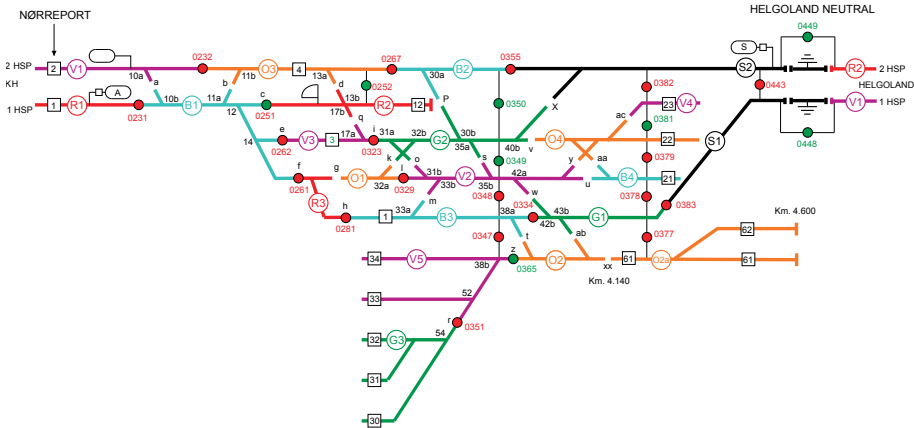 NØRREPORT
HELGOLAND NEUTRAL
0449
2 HSP
2
V1
10a
0232
11b
O3
4
13a
0267
30a
B2
0355
S
S2
R2
2 HSP
KH
a
b
d
0252
0382
0443
HELGOLAND
1 HSP
1
R1
A
0231
10b
B1
11a
12
c
0251
17b
13b
R2
12
P
0350
X
23
V4
V1
1 HSP
q
ac
0381
0448
14
e
0262
V3
3
17a
i
0323
31a
32b
G2
30b
35a
40b
v
O4
22
S1
0349
0379
k
o
s
y
aa
f
0261
g
O1
32a
l
0329
31b
33b
V2
35b
42a
u
B4
21
R3
m
0348
w
0378
0383
h
0281
1
33a
B3
38a
0334
42b
43b
G1
0347
t
ab
0377
Km. 4.600
62
34
V5
z
38b
0365
O2
xx
61
O2a
61
Km. 4.140
33
52
r
0351
32
G3
54
31
30